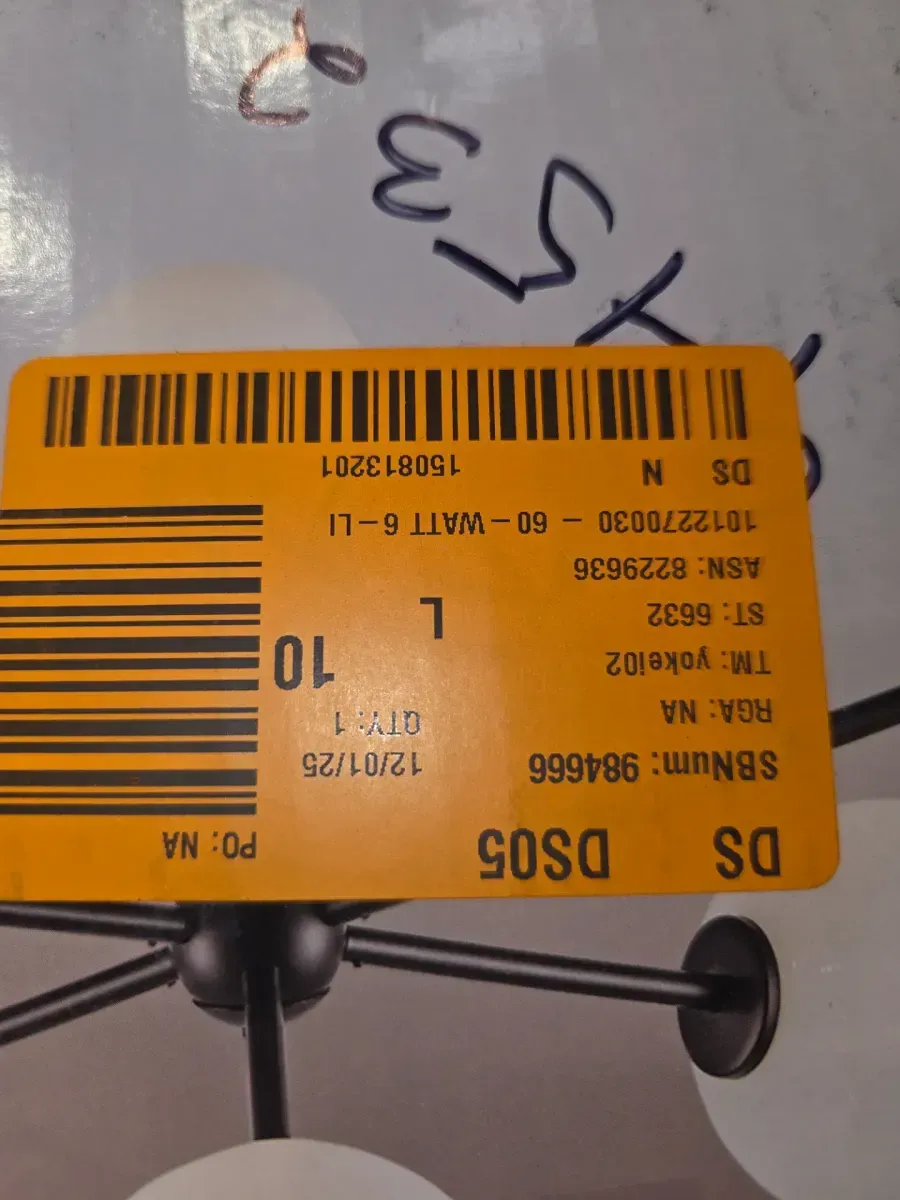 DS DS05 PO: NA
SBNum: 984666 12/01/25
RGA: NA QTY: 1
TM: yokei02 10
ST: 6632 L
ASN: 8229636
1012270030 - 60-WATT 6-LI
DS N 150813201